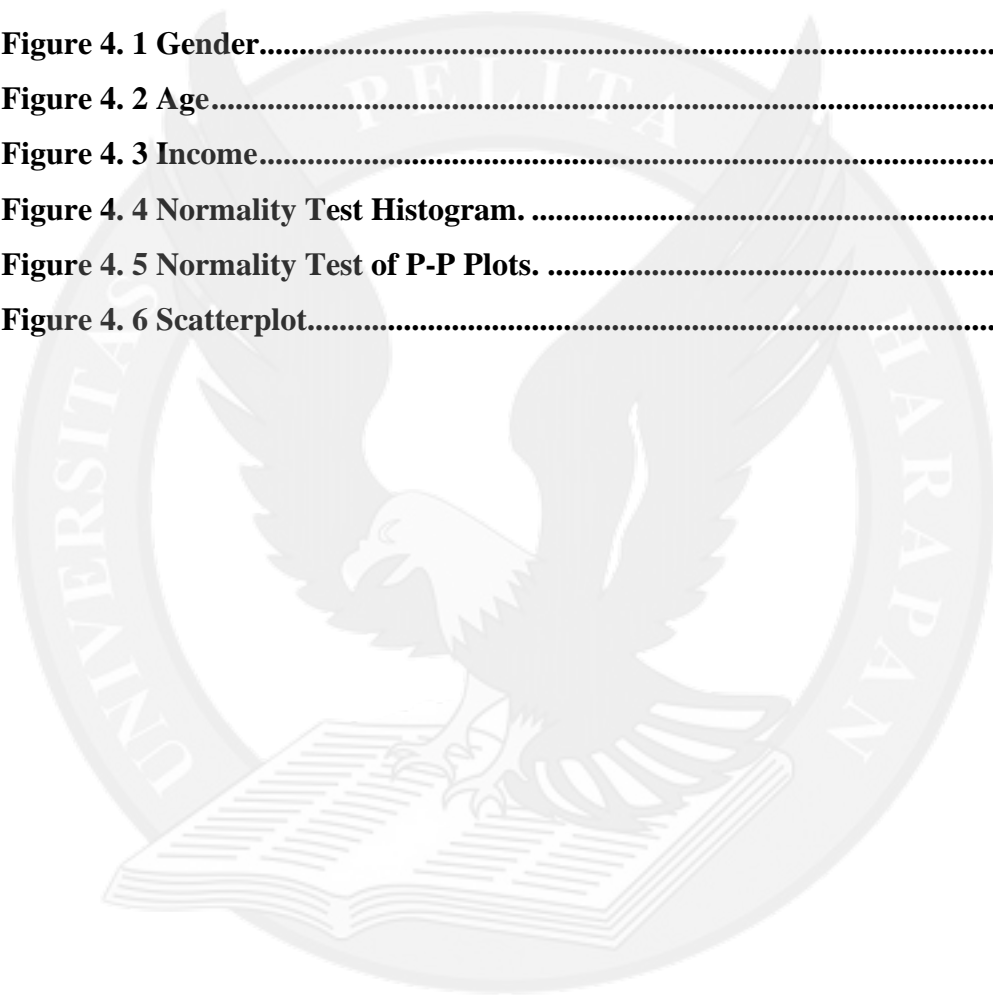 Figure 4. 1 Gender................................................................................................
Figure 4. 2 Age......................................................................................................
Figure 4. 3 Income................................................................................................
Figure 4. 4 Normality Test Histogram. ..............................................................
Figure 4. 5 Normality Test of P-P Plots. ............................................................
Figure 4. 6 Scatterplot..........................................................................................
UNIVERSITAS PELITA HARAPAN